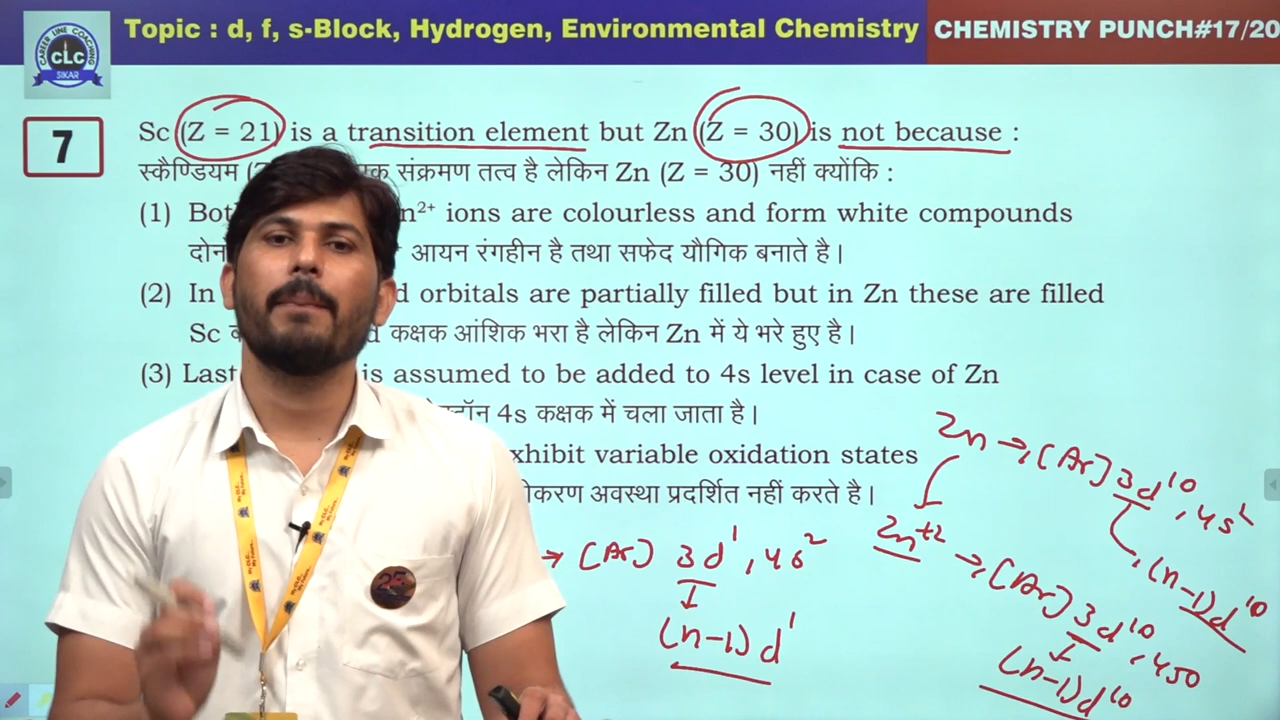 Topic : d, f, s-Block, Hydrogen, Environmental Chemistry
CHEMISTRY PUNCH#17/20
CAREER LINE COACHING
CLC
SIKAR
7
Sc (Z = 21) is a transition element but Zn (Z = 30) is not because :
स्कैण्डियम संक्रमण तत्व है लेकिन Zn (Z = 30) नहीं क्योंकि :
(1) n²⁺ ions are colourless and form white compounds
आयन रंगहीन है तथा सफेद यौगिक बनाते है।
(2) In d orbitals are partially filled but in Zn these are filled
Sc d कक्षक आंशिक भरा है लेकिन Zn में ये भरे हुए है।
(3) Last is assumed to be added to 4s level in case of Zn
4s कक्षक में चला जाता है।
xhibit variable oxidation states
अवस्था प्रदर्शित नहीं करते है।
Zn → [Ar] 3d¹⁰, 4s²
(n-1)d¹⁰
Zn⁺² → [Ar] 3d¹⁰, 4s⁰
(n-1)d¹⁰
→ [Ar] 3d¹, 4s²
(n-1)d¹
25